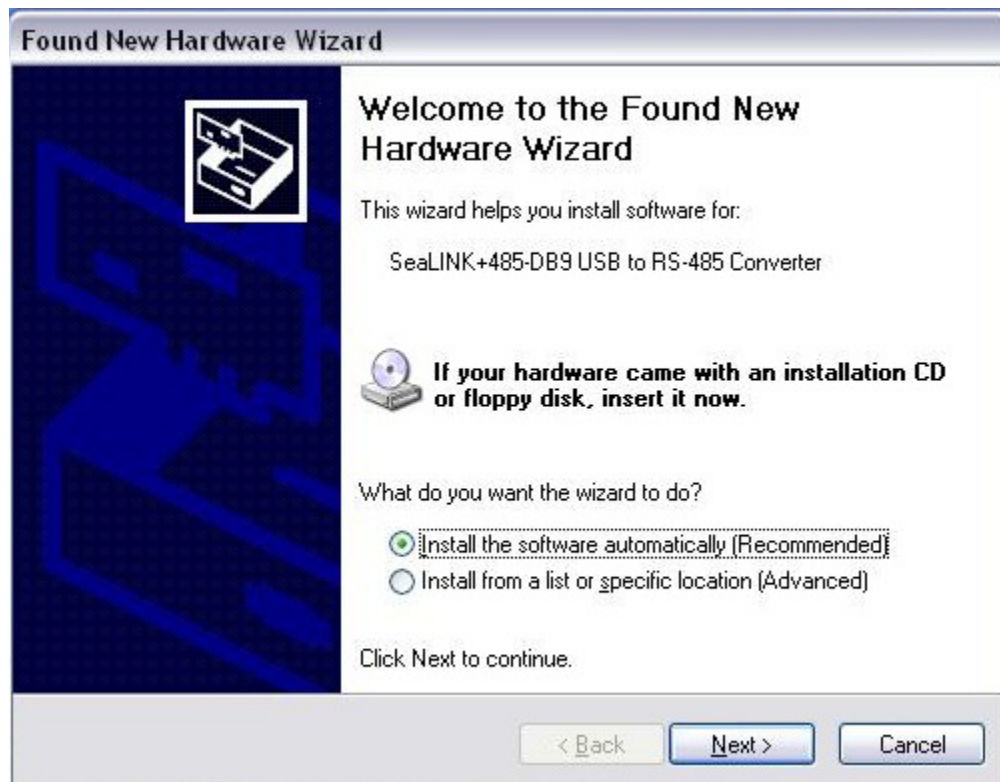 Found New Hardware Wizard
Welcome to the Found New
Hardware Wizard
This wizard helps you install software for:
SeaLINK+485-DB9 USB to RS-485 Converter
If your hardware came with an installation CD
or floppy disk, insert it now.
What do you want the wizard to do?
Install the software automatically (Recommended)
Install from a list or specific location (Advanced)
Click Next to continue.
< Back Next > Cancel